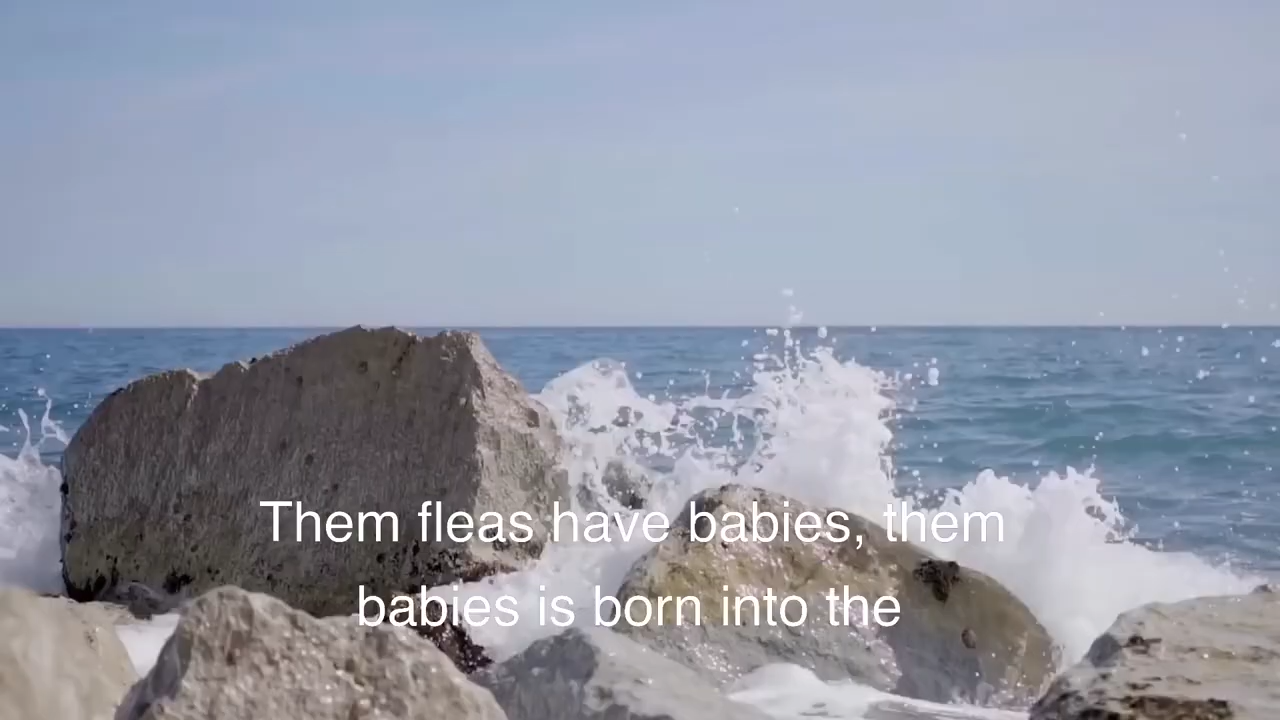 Them fleas have babies, them
babies is born into the